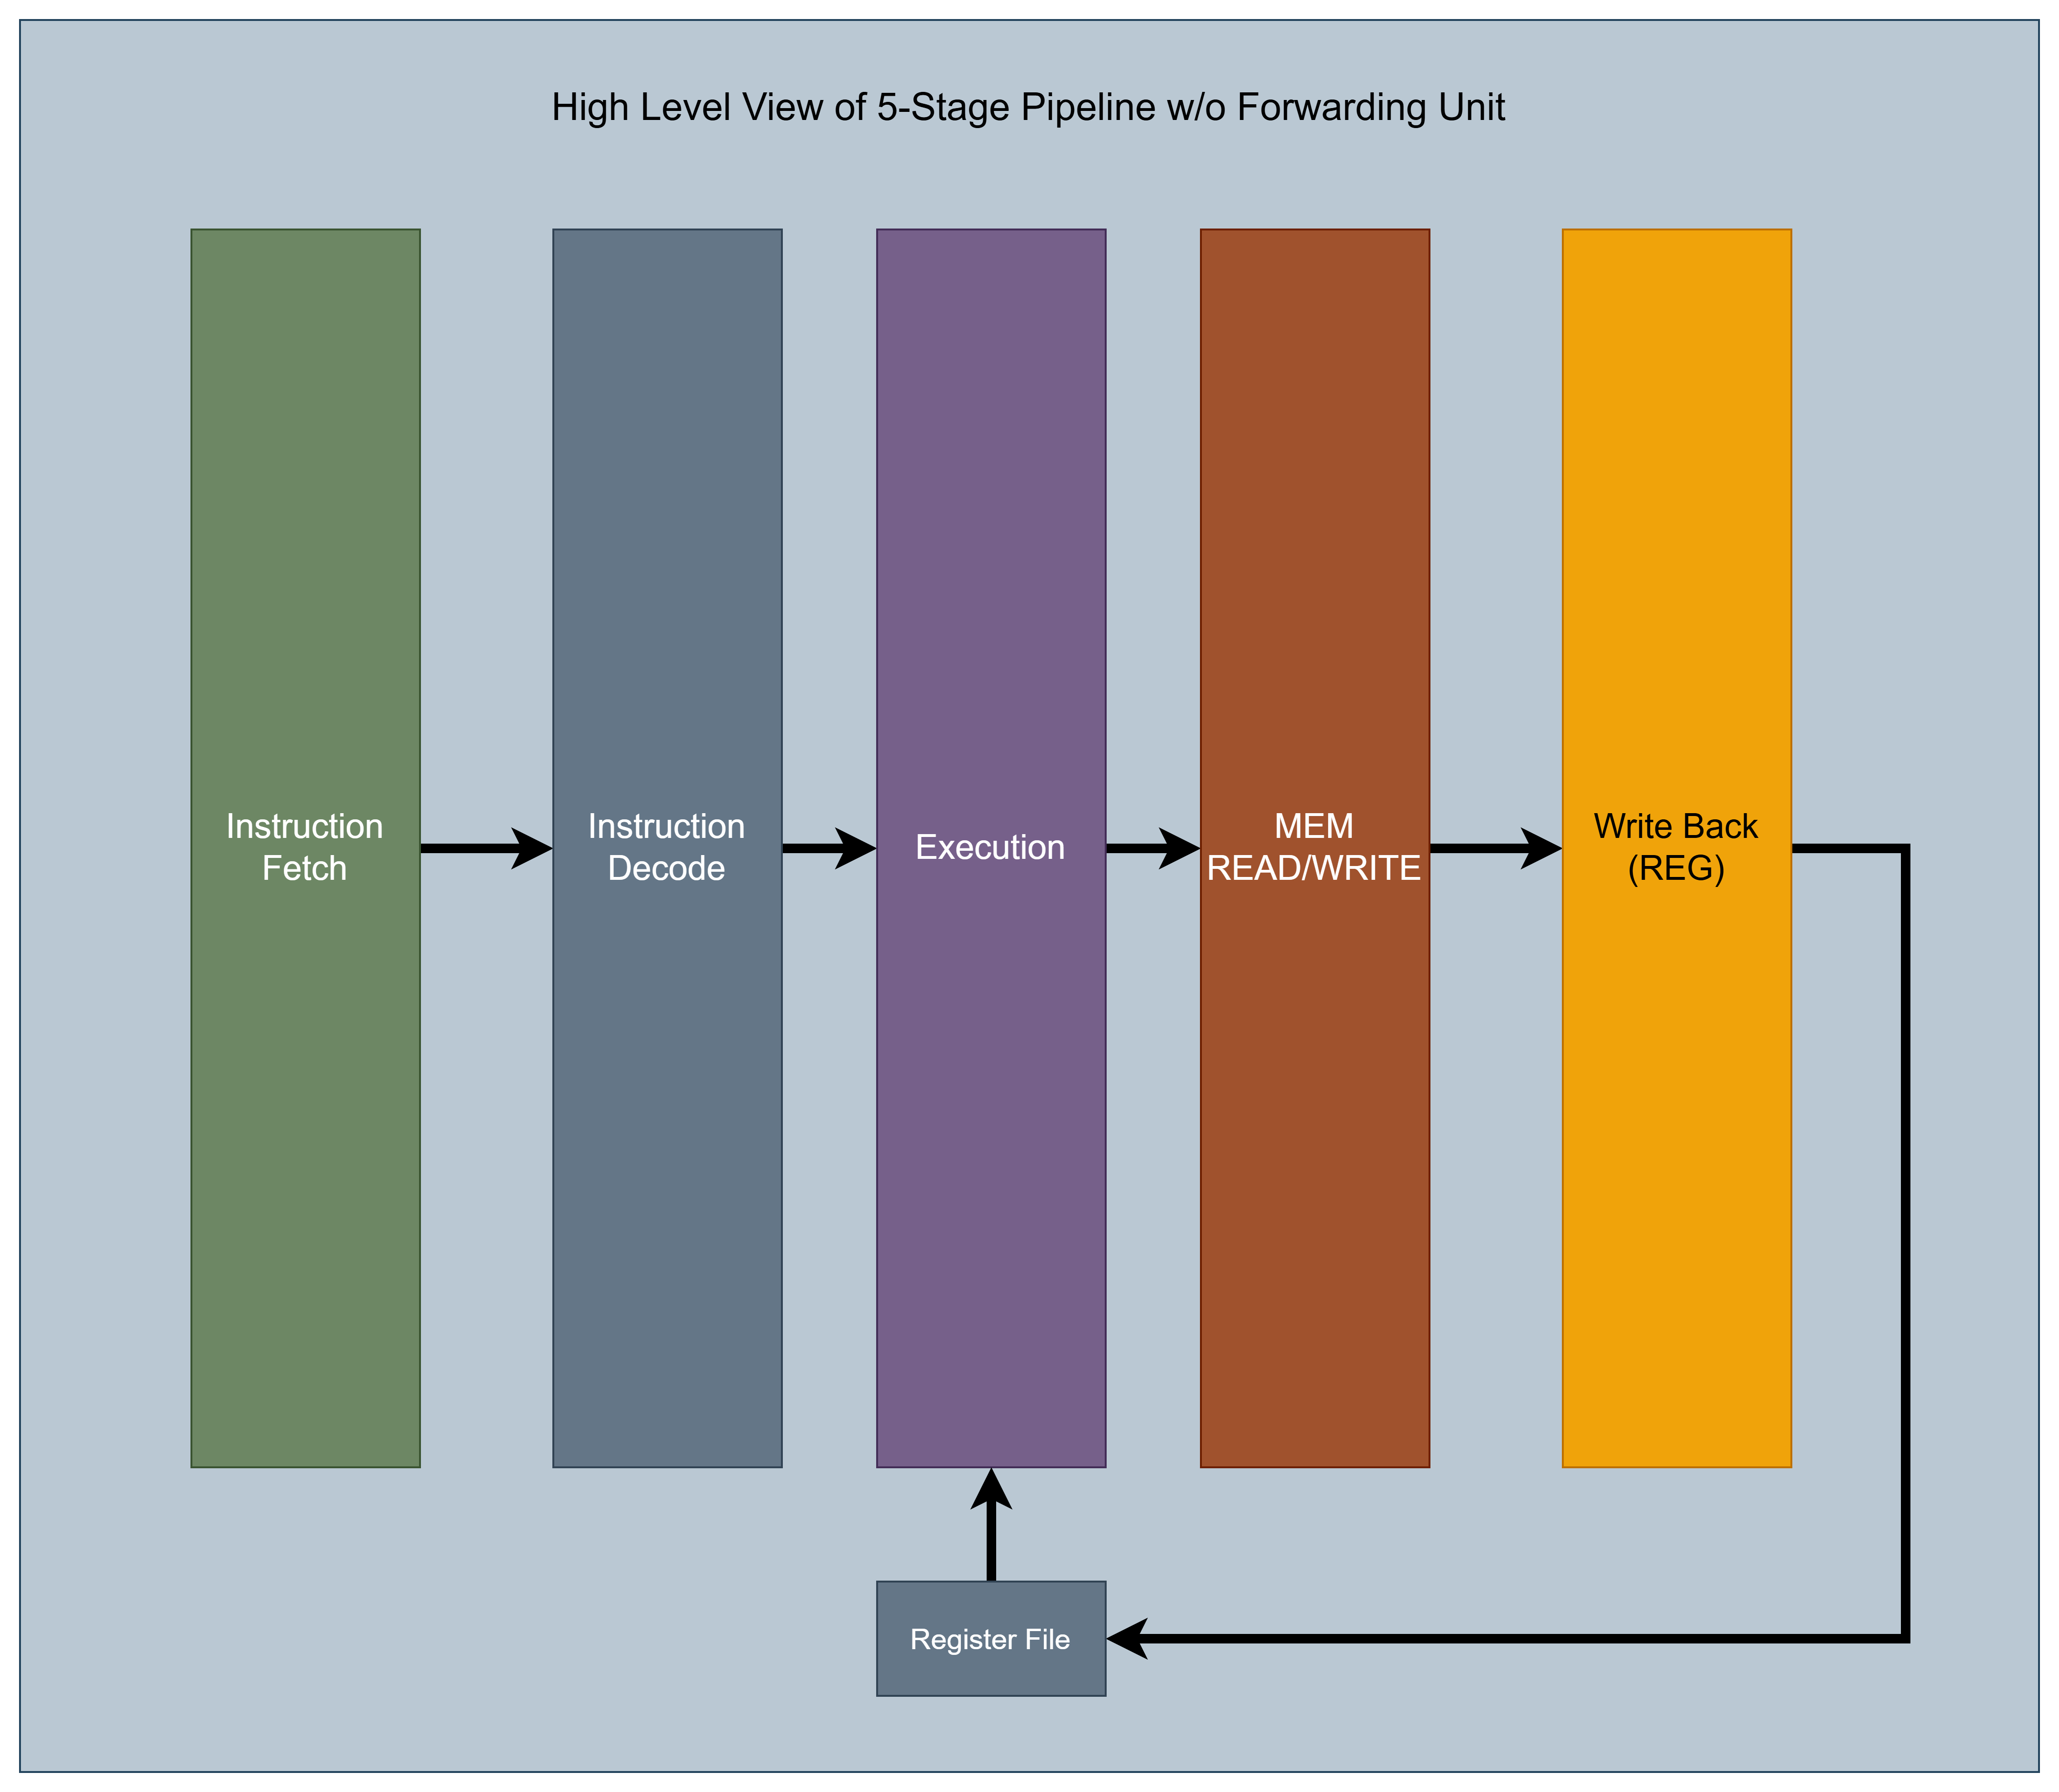 High Level View of 5-Stage Pipeline w/o Forwarding Unit
Instruction
Fetch
Instruction
Decode
Execution
MEM
READ/WRITE
Write Back
(REG)
Register File